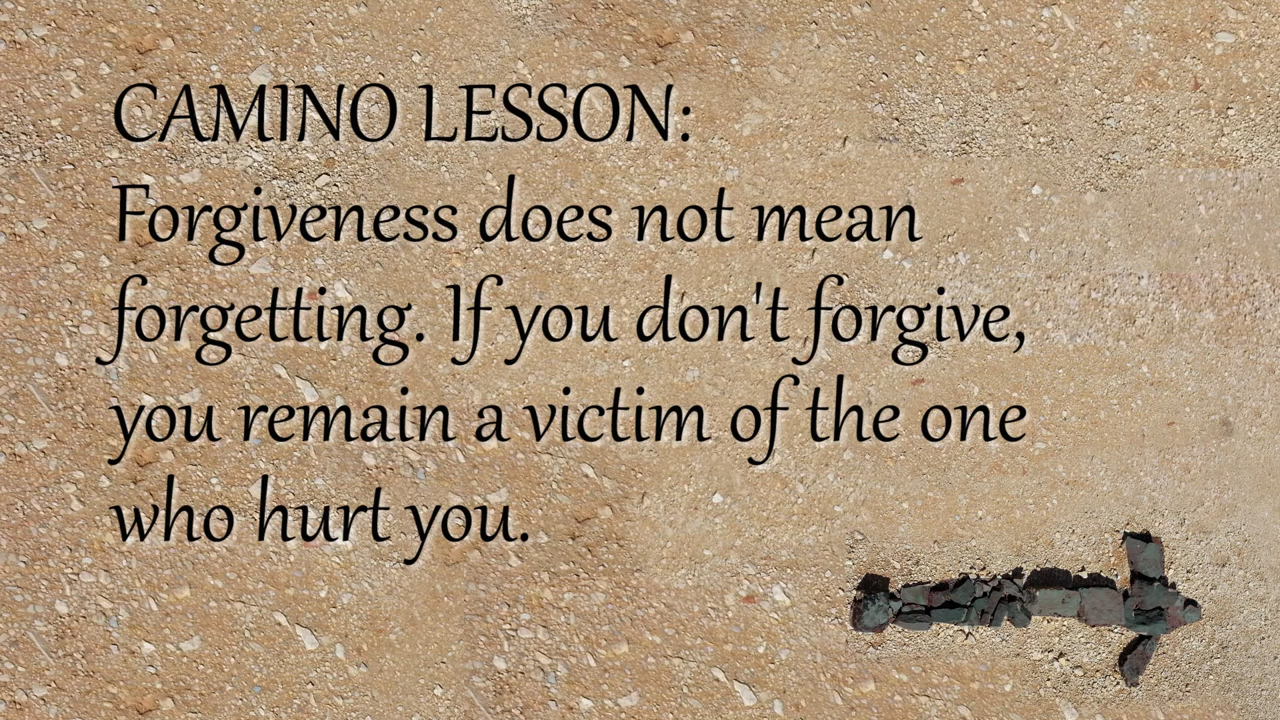 CAMINO LESSON:
Forgiveness does not mean
forgetting. If you don't forgive,
you remain a victim of the one
who hurt you.